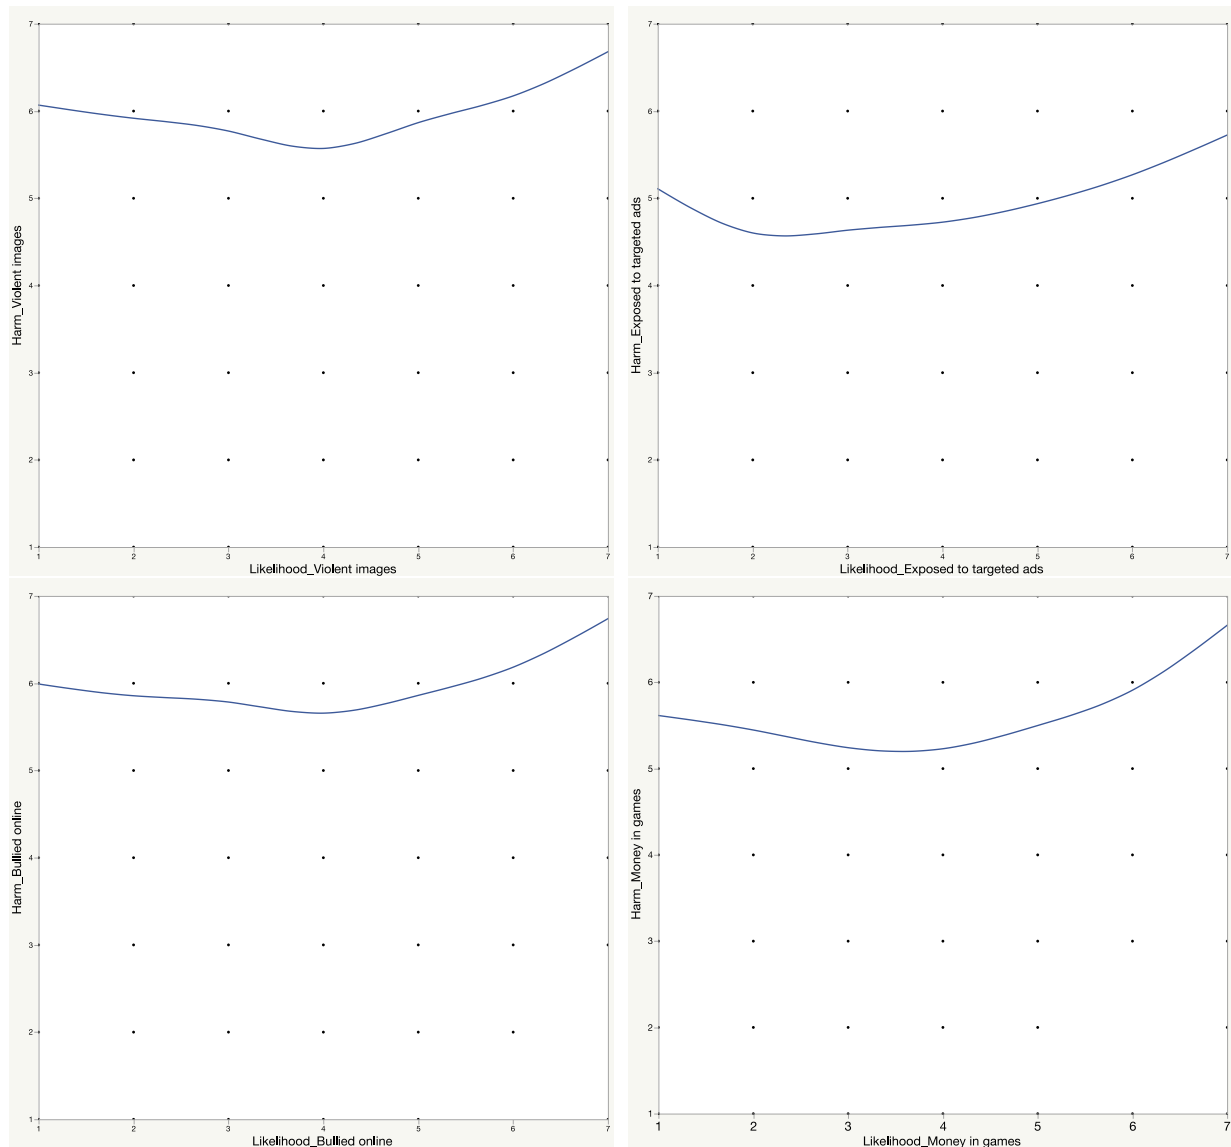 7
6
5
4
3
2
1
Harm_Violent images
1 2 3 4 5 6 7
Likelihood_Violent images
7
6
5
4
3
2
1
Harm_Exposed to targeted ads
1 2 3 4 5 6 7
Likelihood_Exposed to targeted ads
7
6
5
4
3
2
1
Harm_Bullied online
1 2 3 4 5 6 7
Likelihood_Bullied online
7
6
5
4
3
2
1
Harm_Money in games
1 2 3 4 5 6 7
Likelihood_Money in games